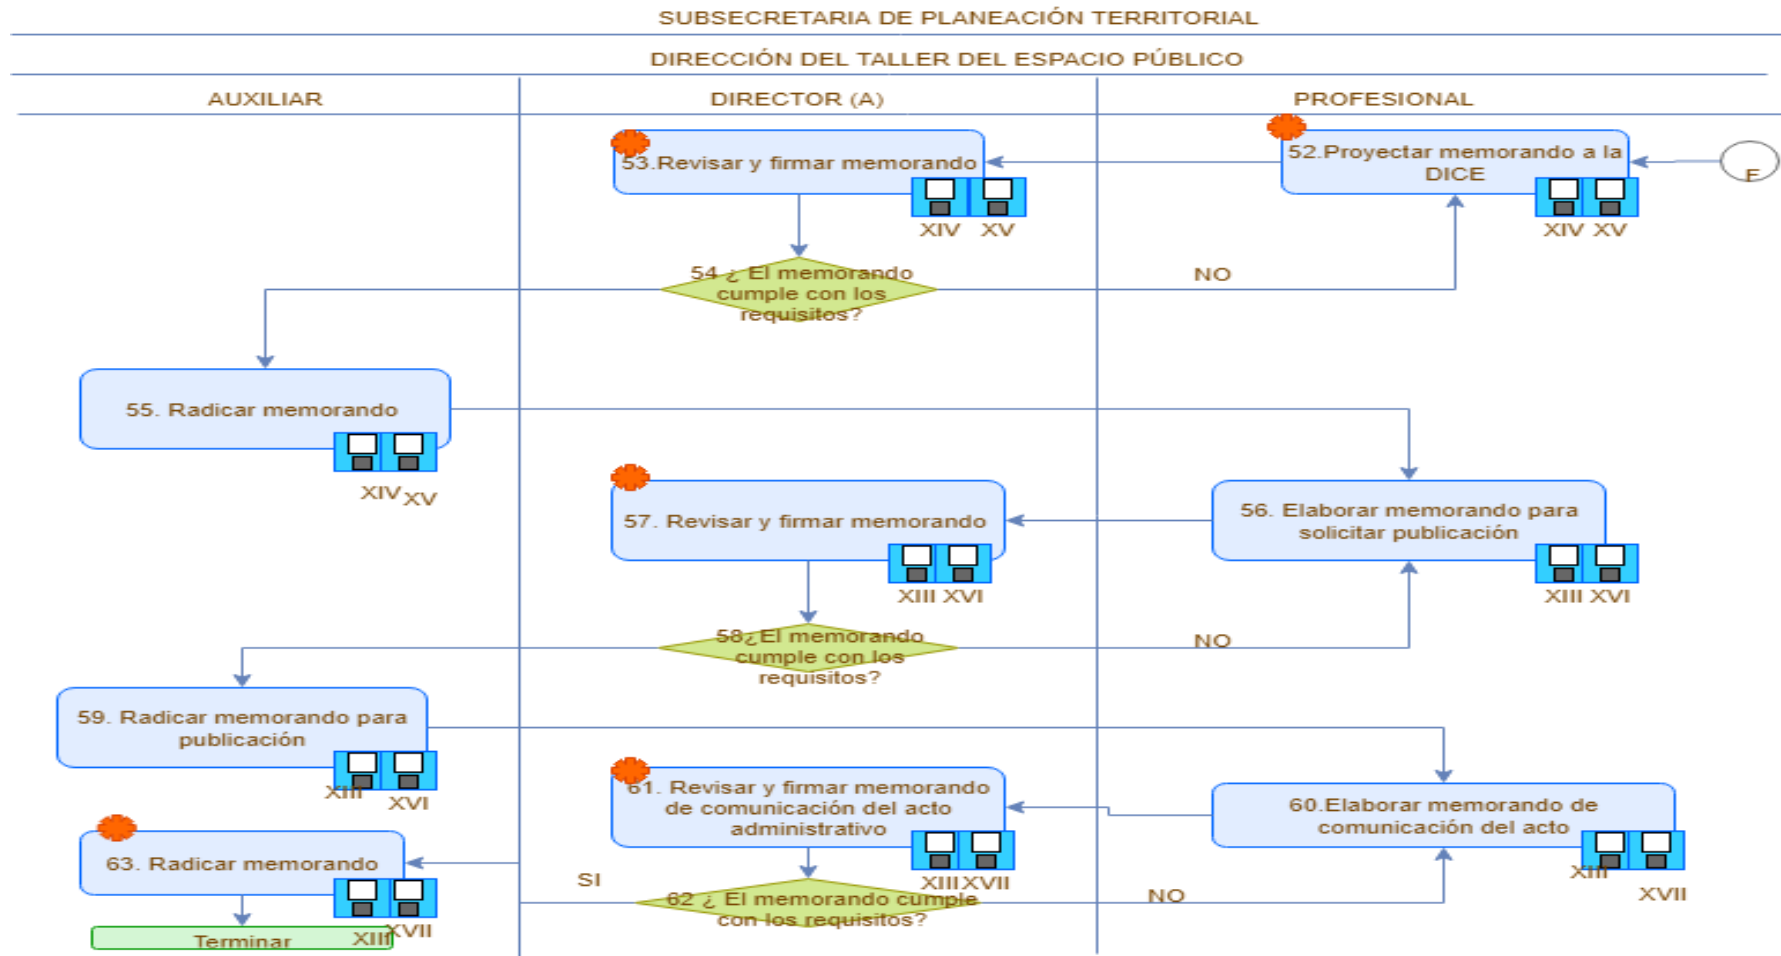 SUBSECRETARIA DE PLANEACIÓN TERRITORIAL
DIRECCIÓN DEL TALLER DEL ESPACIO PÚBLICO
AUXILIAR
DIRECTOR (A)
PROFESIONAL
53.Revisar y firmar memorando
XIV XV
52.Proyectar memorando a la
DICE
XIV XV
F
54 ¿ El memorando
cumple con los
requisitos?
NO
55. Radicar memorando
XIV XV
57. Revisar y firmar memorando
XIII XVI
56. Elaborar memorando para
solicitar publicación
XIII XVI
58¿El memorando
cumple con los
requisitos?
NO
59. Radicar memorando para
publicación
XIII XVI
61. Revisar y firmar memorando
de comunicación del acto
administrativo
XIII XVII
60.Elaborar memorando de
comunicación del acto
XIII XVII
63. Radicar memorando
XIII XVII
SI
62 ¿ El memorando cumple
con los requisitos?
NO
Terminar